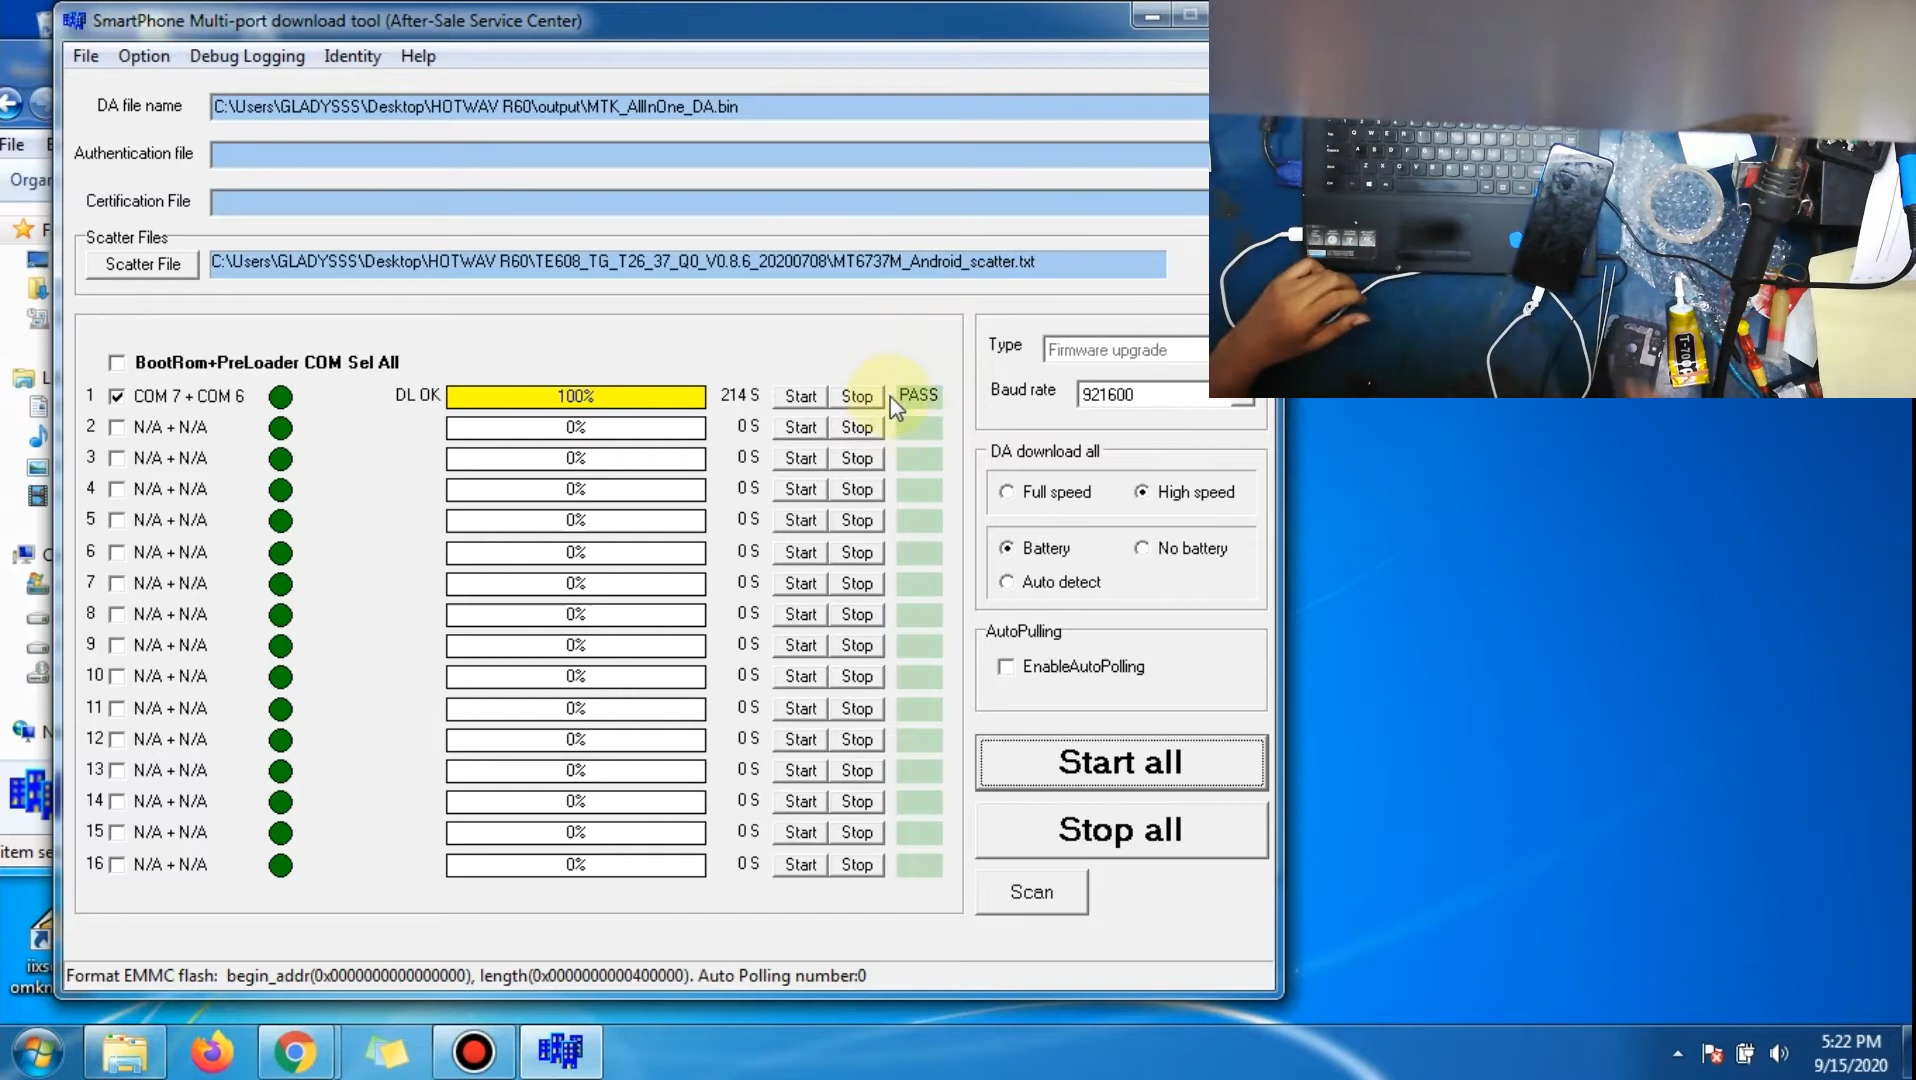 SmartPhone Multi-port download tool (After-Sale Service Center)
File Option Debug Logging Identity Help
DA file name C:\Users\GLADYSSS\Desktop\HOTWAV R60\output\MTK_AllInOne_DA.bin
Authentication file
Certification File
Scatter Files
Scatter File C:\Users\GLADYSSS\Desktop\HOTWAV R60\TE608_TG_T26_37_Q0_V0.8.6_20200708\MT6737M_Android_scatter.txt
BootRom+PreLoader COM Sel All
1 COM 7 + COM 6 DL OK 100% 214 S Start Stop PASS
2 N/A + N/A 0% 0 S Start Stop
3 N/A + N/A 0% 0 S Start Stop
4 N/A + N/A 0% 0 S Start Stop
5 N/A + N/A 0% 0 S Start Stop
6 N/A + N/A 0% 0 S Start Stop
7 N/A + N/A 0% 0 S Start Stop
8 N/A + N/A 0% 0 S Start Stop
9 N/A + N/A 0% 0 S Start Stop
10 N/A + N/A 0% 0 S Start Stop
11 N/A + N/A 0% 0 S Start Stop
12 N/A + N/A 0% 0 S Start Stop
13 N/A + N/A 0% 0 S Start Stop
14 N/A + N/A 0% 0 S Start Stop
15 N/A + N/A 0% 0 S Start Stop
16 N/A + N/A 0% 0 S Start Stop
Type Firmware upgrade
Baud rate 921600
DA download all
Full speed High speed
Battery No battery
Auto detect
AutoPulling
EnableAutoPolling
Start all
Stop all
Scan
Format EMMC flash: begin_addr(0x0000000000000000), length(0x0000000000400000). Auto Polling number:0
File
Organ
item se
iixs
omkn
T-7000
5:22 PM
9/15/2020